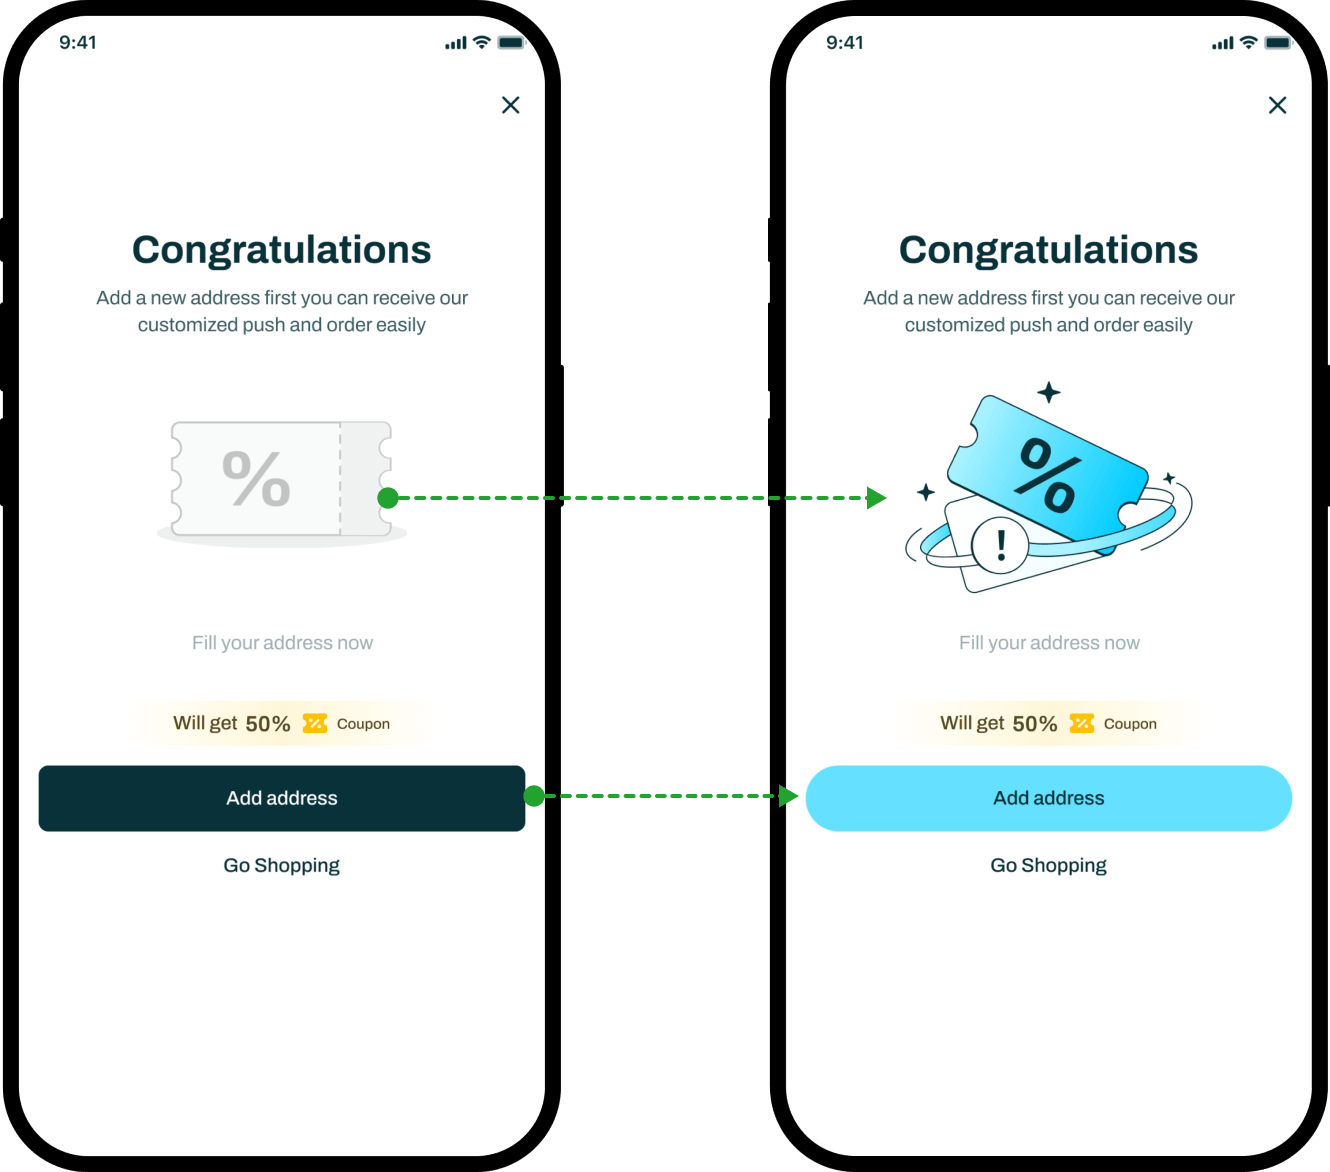 9:41
Congratulations
Add a new address first you can receive our
customized push and order easily
%
Fill your address now
Will get 50% Coupon
Add address
Go Shopping
9:41
Congratulations
Add a new address first you can receive our
customized push and order easily
%
!
Fill your address now
Will get 50% Coupon
Add address
Go Shopping